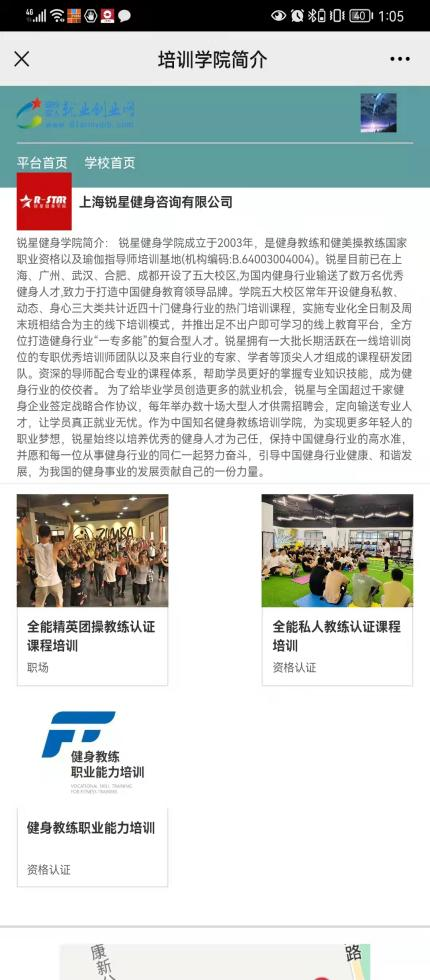 4G
40
1:05
培训学院简介
就业创业网
平台首页 学校首页
R-STAR
上海锐星健身咨询有限公司
锐星健身学院简介： 锐星健身学院成立于2003年，是健身教练和健美操教练国家
职业资格以及瑜伽指导师培训基地(机构编码:B.64003004004)。锐星目前已在上
海、广州、武汉、合肥、成都开设了五大校区,为国内健身行业输送了数万名优秀
健身人才,致力于打造中国健身教育领导品牌。学院五大校区常年开设健身私教、
动态、身心三大类共计近四十门健身行业的热门培训课程，实施专业化全日制及周
末班相结合为主的线下培训模式，并推出足不出户即可学习的线上教育平台，全方
位打造健身行业“一专多能”的复合型人才。锐星拥有一大批长期活跃在一线培训岗
位的专职优秀培训师团队以及来自行业的专家、学者等顶尖人才组成的课程研发团
队。资深的导师配合专业的课程体系，帮助学员更好的掌握专业知识技能，成为健
身行业的佼佼者。 为了给毕业学员创造更多的就业机会，锐星与全国超过千家健
身企业签定战略合作协议，每年举办数十场大型人才供需招聘会，定向输送专业人
才，让学员真正就业无忧。作为中国知名健身教练培训学院，为实现更多年轻人的
职业梦想，锐星始终以培养优秀的健身人才为己任，保持中国健身行业的高水准，
并愿和每一位从事健身行业的同仁一起努力奋斗，引导中国健身行业健康、和谐发
展，为我国的健身事业的发展贡献自己的一份力量。
ZUMBA
全能精英团操教练认证
课程培训
职场
全能私人教练认证课程
培训
资格认证
健身教练
职业能力培训
VOCATIONAL SKILL TRAINING
FOR FITNESS TRAINERS
健身教练职业能力培训
资格认证
康新公
路